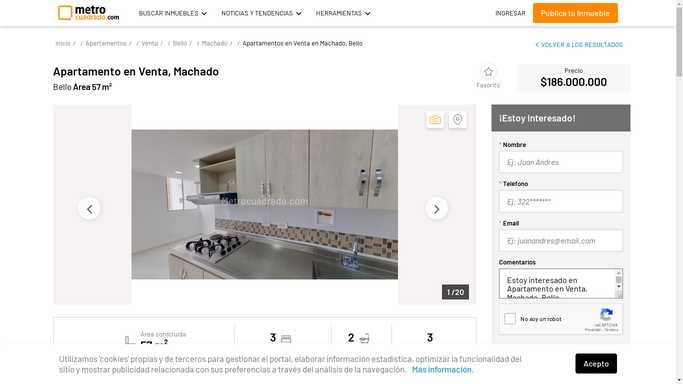 metro
cuadrado.com
BUSCAR INMUEBLES
NOTICIAS Y TENDENCIAS
HERRAMIENTAS
INGRESAR
Publica tu Inmueble
Inicio / / Apartamentos / / Venta / / Bello / / Machado / / Apartamentos en Venta en Machado, Bello
VOLVER A LOS RESULTADOS
Apartamento en Venta, Machado
Bello Area 57 m²
Favorito
Precio
$186.000.000
Metrocuadrado.com
1 / 20
¡Estoy Interesado!
* Nombre
Ej: Juan Andres
* Telefono
Ej: 322*******
* Email
Ej: juanandres@email.com
Comentarios
Estoy interesado en
Apartamento en Venta,
Machado, Bello
No soy un robot
reCAPTCHA
Privacidad - Términos
Área construida
57 m²
3
2
3
Utilizamos 'cookies' propias y de terceros para gestionar el portal, elaborar información estadística, optimizar la funcionalidad del
sitio y mostrar publicidad relacionada con sus preferencias a través del análisis de la navegación. Más información.
Acepto